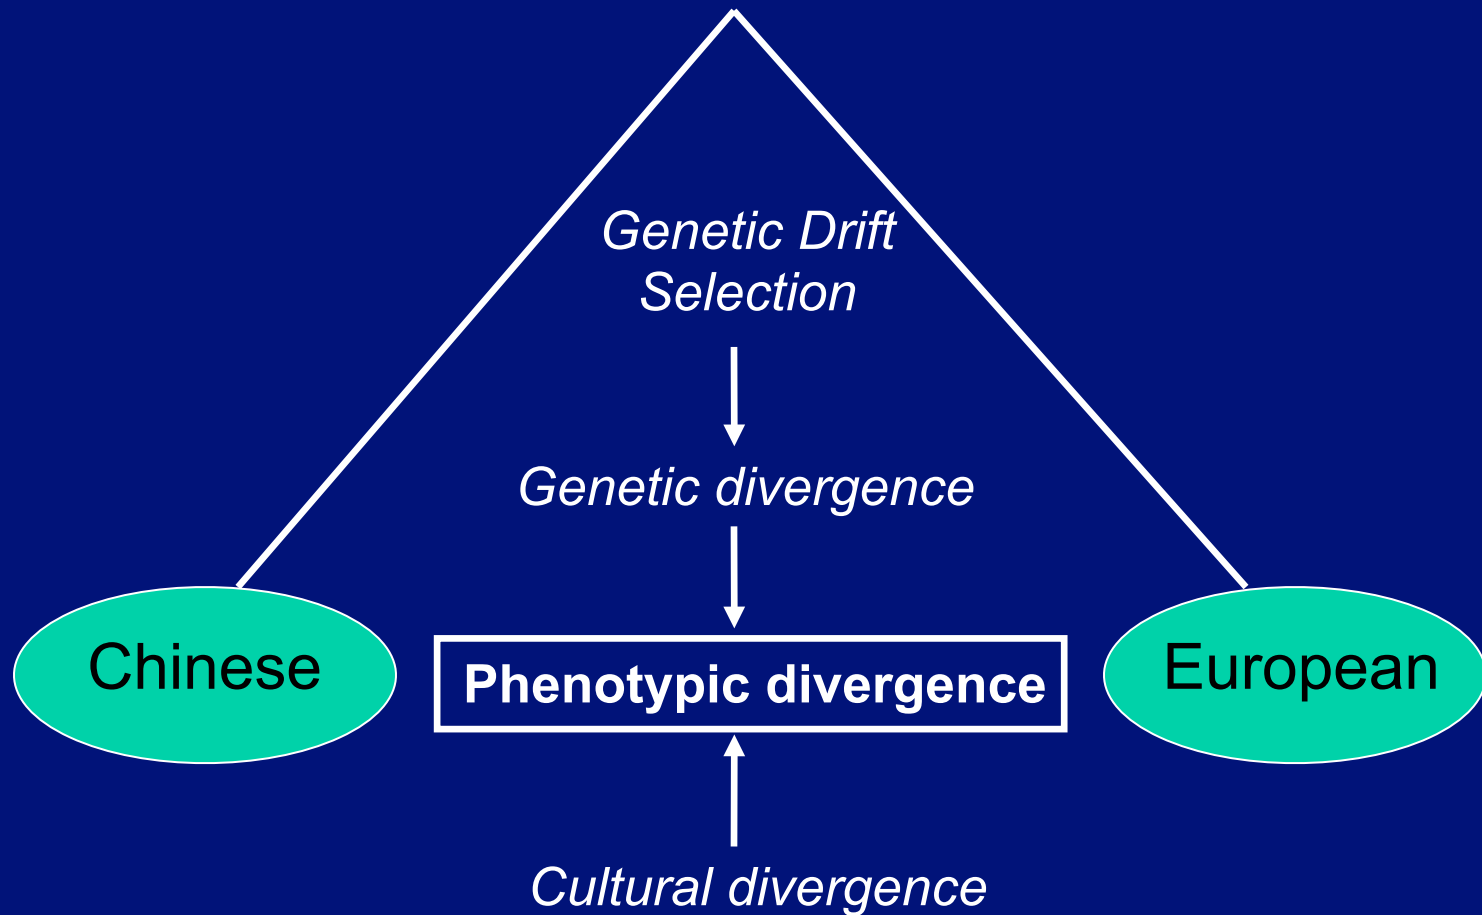 Genetic Drift
Selection
Genetic divergence
Chinese
Phenotypic divergence
European
Cultural divergence